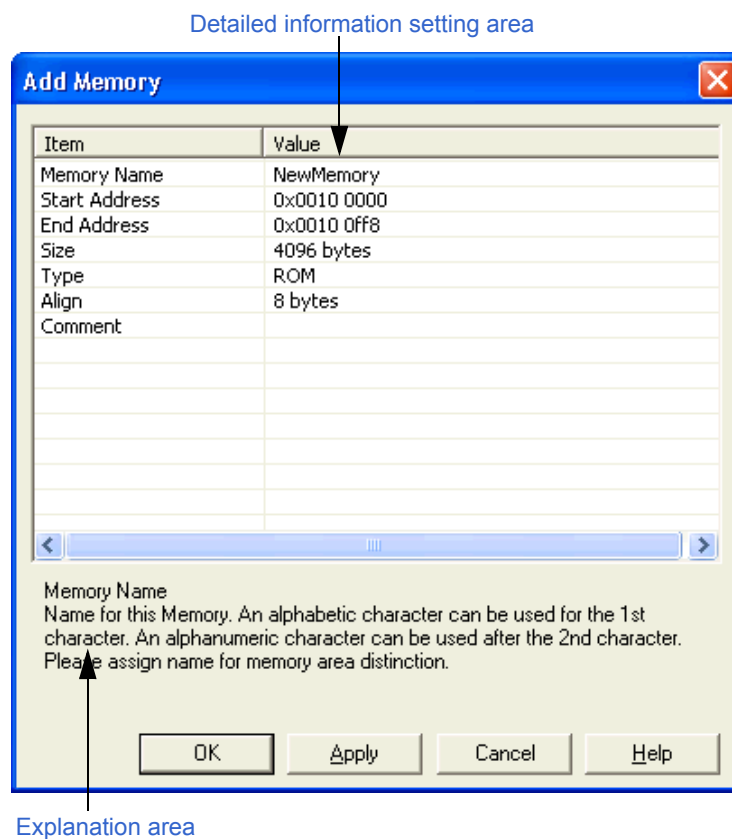 Detailed information setting area
Add Memory
Item Value
Memory Name NewMemory
Start Address 0x0010 0000
End Address 0x0010 0ff8
Size 4096 bytes
Type ROM
Align 8 bytes
Comment
Memory Name
Name for this Memory. An alphabetic character can be used for the 1st
character. An alphanumeric character can be used after the 2nd character.
Please assign name for memory area distinction.
OK Apply Cancel Help
Explanation area